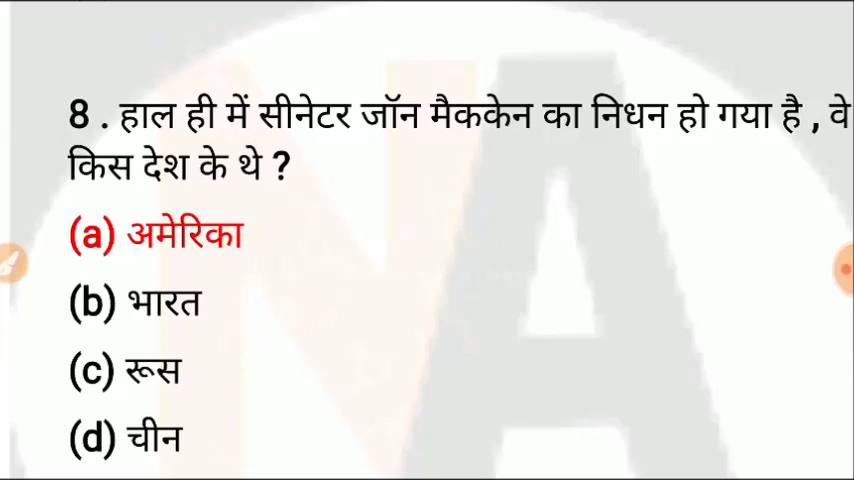 8 . हाल ही में सीनेटर जॉन मैककेन का निधन हो गया है , वे
किस देश के थे ?
(a) अमेरिका
(b) भारत
(c) रूस
(d) चीन